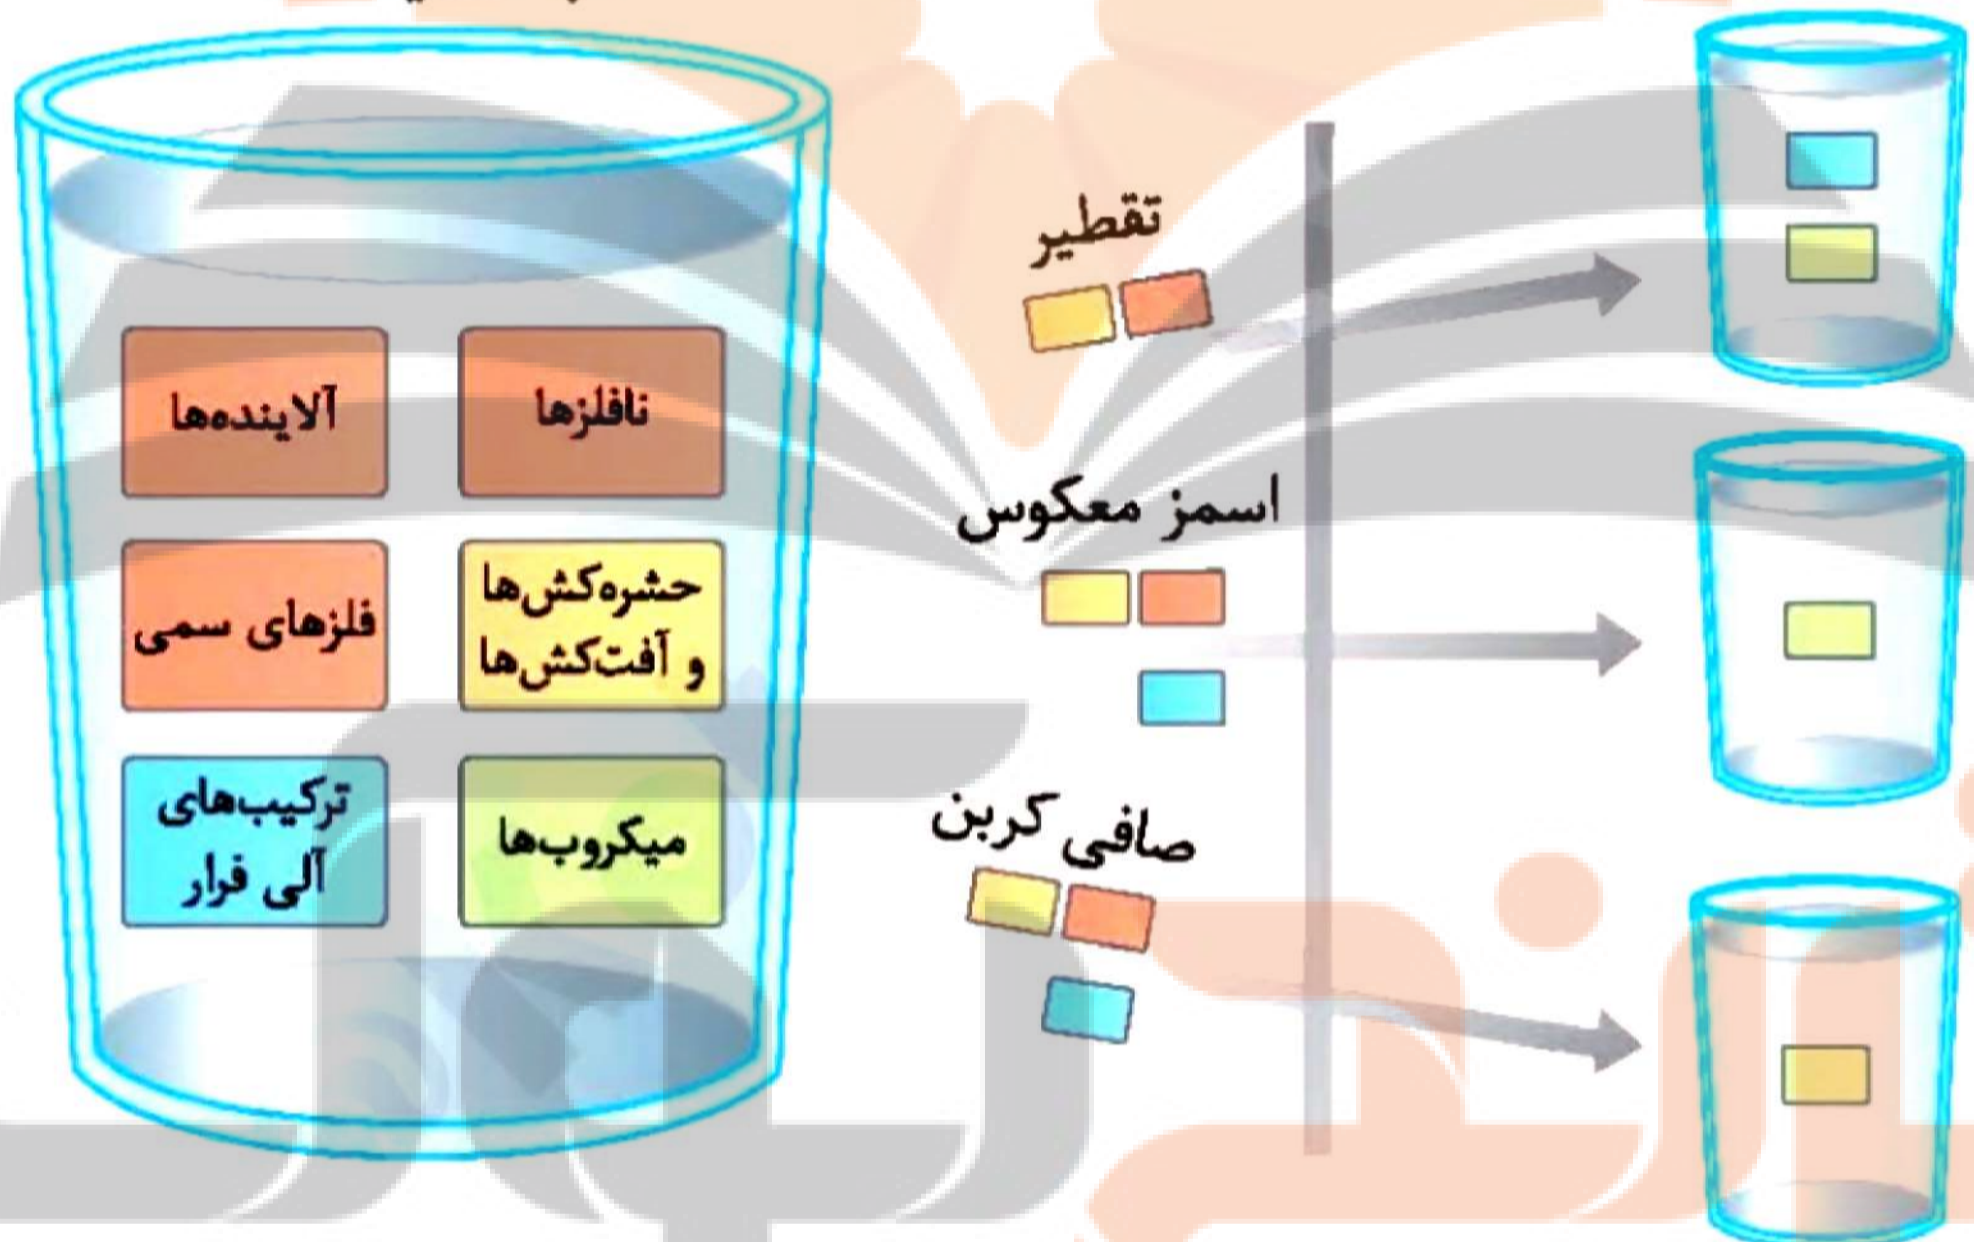 نافلزها
آلاینده‌ها
حشره‌کش‌ها
و آفت‌کش‌ها
فلزهای سمی
میکروب‌ها
ترکیب‌های
آلی فرار
تقطیر
اسمز معکوس
صافی کربن